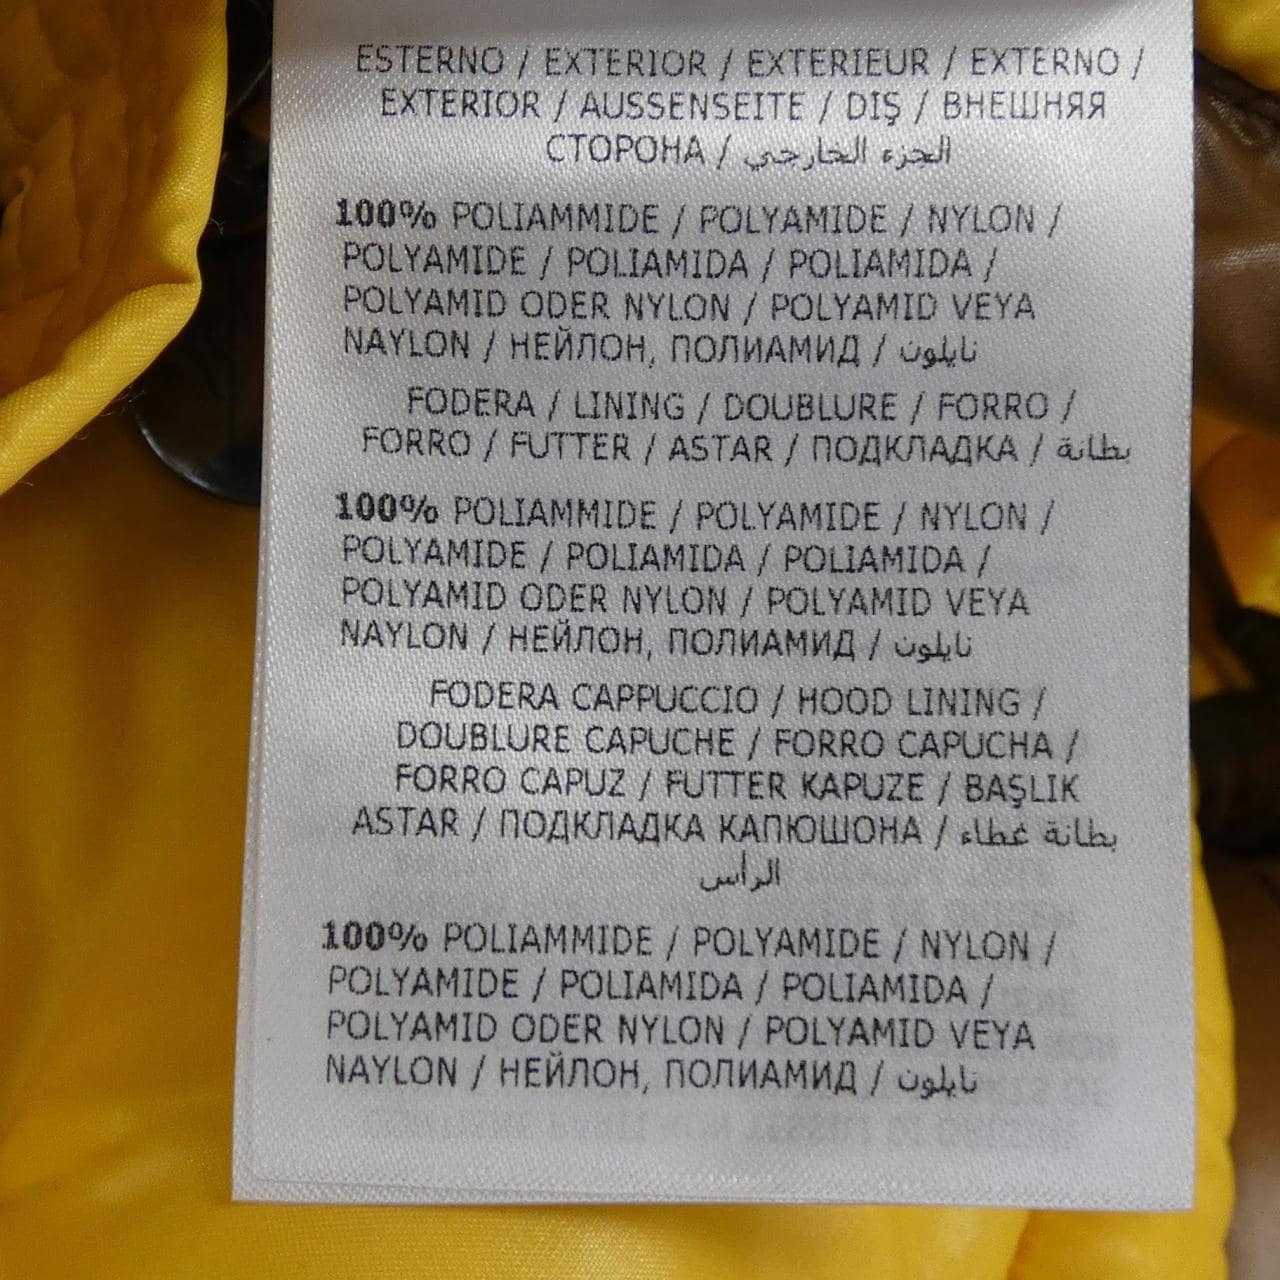 ESTERNO / EXTERIOR / EXTERIEUR / EXTERNO /
EXTERIOR / AUSSENSEITE / DIŞ / ВНЕШНЯЯ
СТОРОНА / الجزء الخارجي
100% POLIAMMIDE / POLYAMIDE / NYLON /
POLYAMIDE / POLIAMIDA / POLIAMIDA /
POLYAMID ODER NYLON / POLYAMID VEYA
NAYLON / НЕЙЛОН, ПОЛИАМИД / نايلون
FODERA / LINING / DOUBLURE / FORRO /
FORRO / FUTTER / ASTAR / ПОДКЛАДКА / بطانة
100% POLIAMMIDE / POLYAMIDE / NYLON /
POLYAMIDE / POLIAMIDA / POLIAMIDA /
POLYAMID ODER NYLON / POLYAMID VEYA
NAYLON / НЕЙЛОН, ПОЛИАМИД / نايلون
FODERA CAPPUCCIO / HOOD LINING /
DOUBLURE CAPUCHE / FORRO CAPUCHA /
FORRO CAPUZ / FUTTER KAPUZE / BAŞLIK
ASTAR / ПОДКЛАДКА КАПЮШОНА / بطانة غطاء
الرأس
100% POLIAMMIDE / POLYAMIDE / NYLON /
POLYAMIDE / POLIAMIDA / POLIAMIDA /
POLYAMID ODER NYLON / POLYAMID VEYA
NAYLON / НЕЙЛОН, ПОЛИАМИД / نايلون